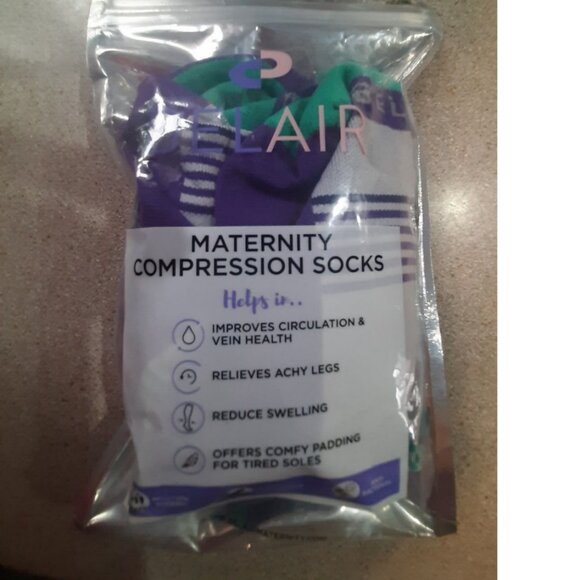 ELAIR
MATERNITY
COMPRESSION SOCKS
Helps in..
IMPROVES CIRCULATION &
VEIN HEALTH
RELIEVES ACHY LEGS
REDUCE SWELLING
OFFERS COMFY PADDING
FOR TIRED SOLES